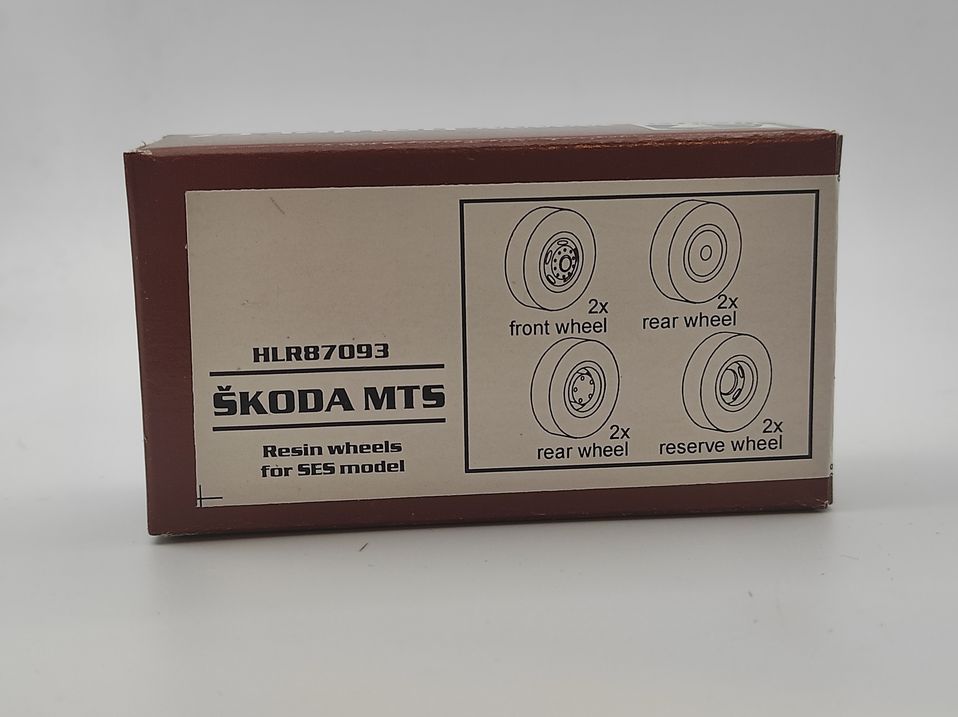 HLR87093
ŠKODA MTS
Resin wheels
for SES model
2x
front wheel
2x
rear wheel
2x
rear wheel
2x
reserve wheel